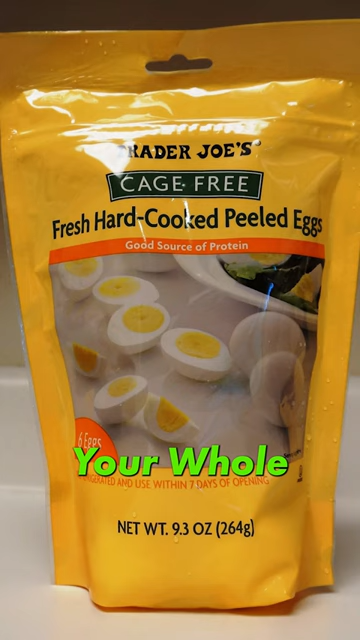 TRADER JOE'S
CAGE FREE
Fresh Hard-Cooked Peeled Eggs
Good Source of Protein
6 Eggs
Your Whole
AND USE WITHIN 7 DAYS OF OPENING
NET WT. 9.3 OZ (264g)